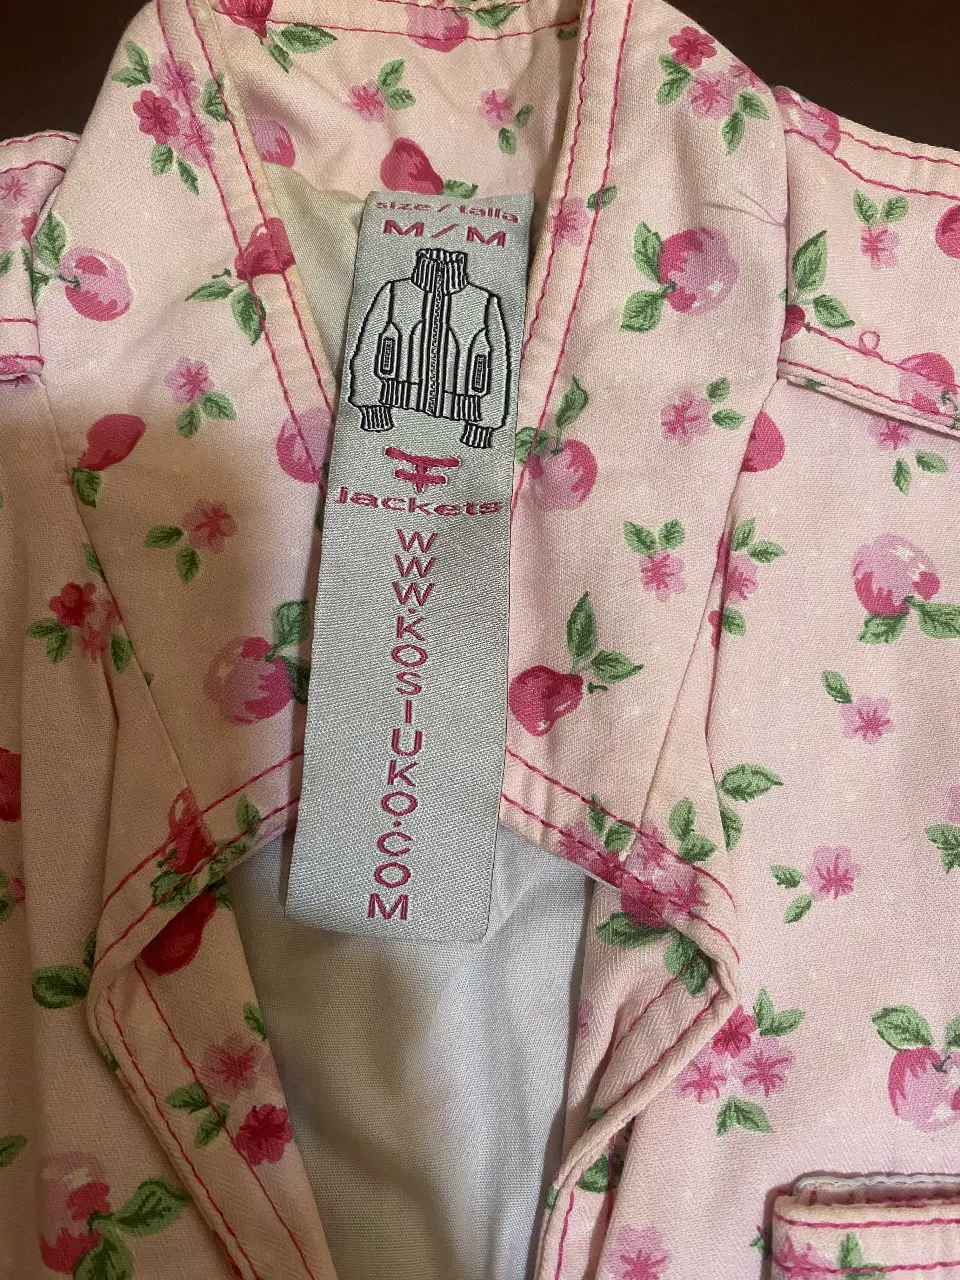 size / talla
M / M
jackets
WWW.KOSIUKO.COM